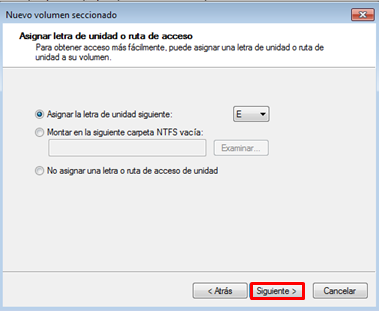 Nuevo volumen seccionado
Asignar letra de unidad o ruta de acceso
Para obtener acceso más fácilmente, puede asignar una letra de unidad o ruta de
unidad a su volumen.
Asignar la letra de unidad siguiente: E
Montar en la siguiente carpeta NTFS vacía:
Examinar...
No asignar una letra o ruta de acceso de unidad
< Atrás Siguiente > Cancelar